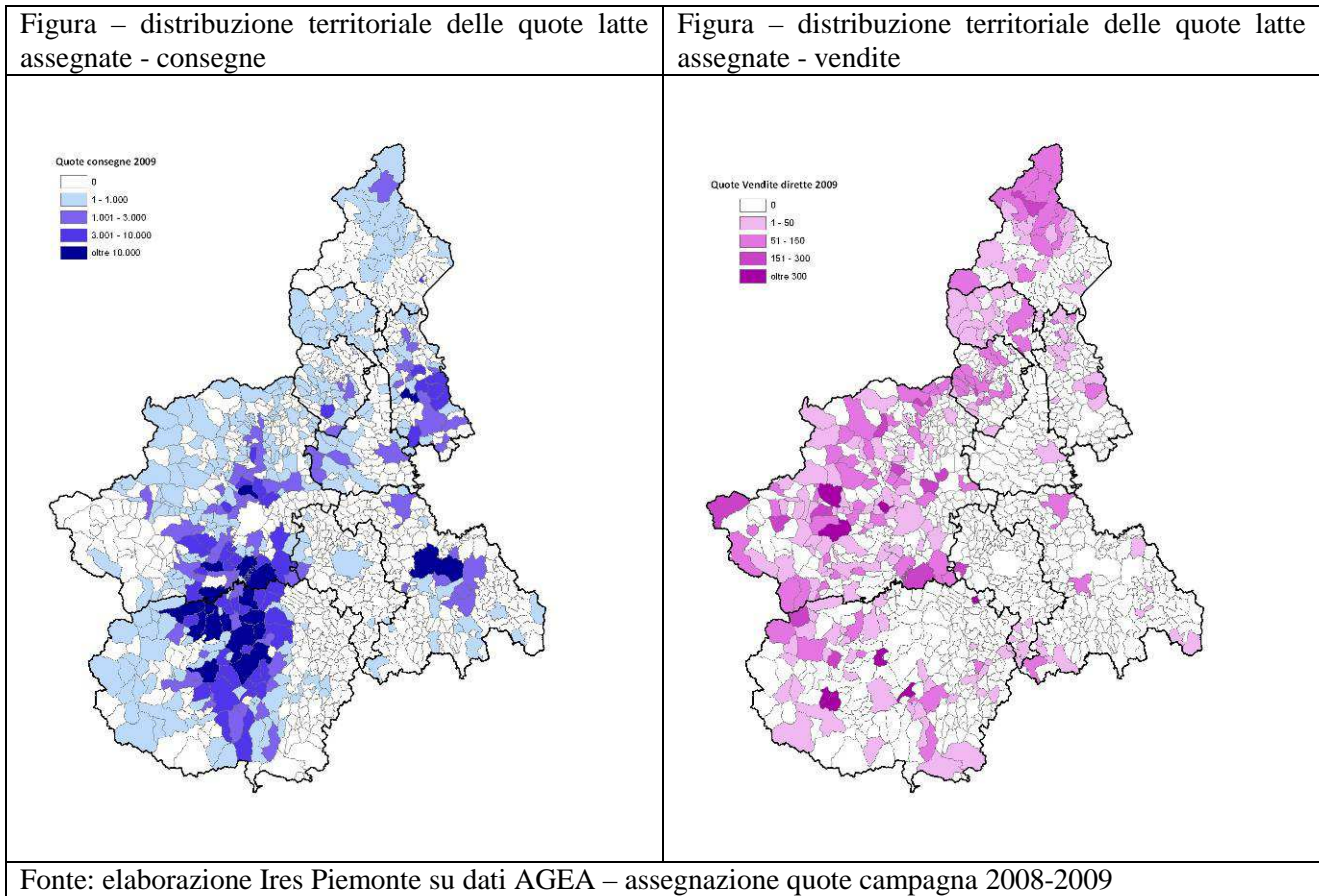 Figura – distribuzione territoriale delle quote latte
assegnate - consegne
Figura – distribuzione territoriale delle quote latte
assegnate - vendite
Quote consegne 2009
0
1 - 1.000
1.001 - 3.000
3.001 - 10.000
oltre 10.000
Quote Vendite dirette 2009
0
1 - 50
51 - 150
151 - 300
oltre 300
Fonte: elaborazione Ires Piemonte su dati AGEA – assegnazione quote campagna 2008-2009